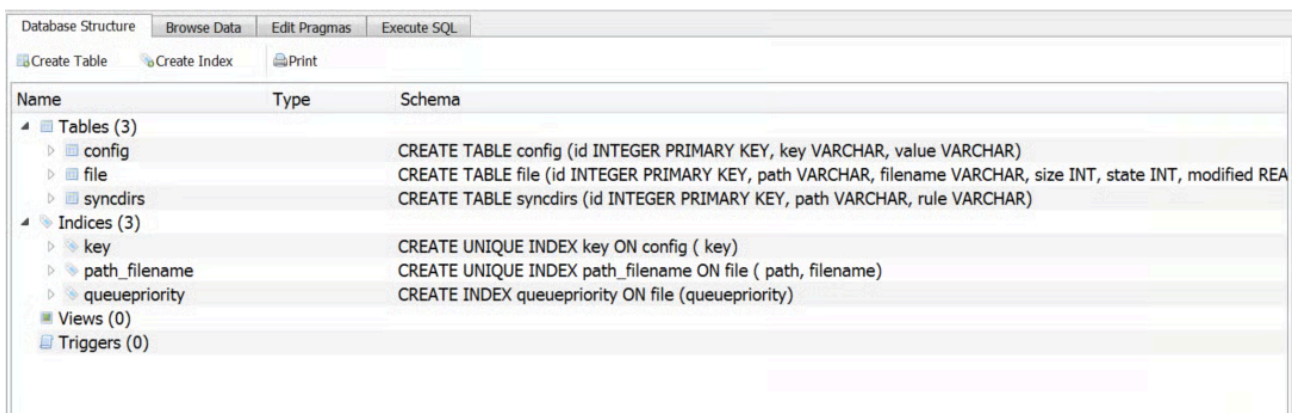 Database Structure Browse Data Edit Pragmas Execute SQL
Create Table Create Index Print
Name Type Schema
Tables (3)
config CREATE TABLE config (id INTEGER PRIMARY KEY, key VARCHAR, value VARCHAR)
file CREATE TABLE file (id INTEGER PRIMARY KEY, path VARCHAR, filename VARCHAR, size INT, state INT, modified REA
syncdirs CREATE TABLE syncdirs (id INTEGER PRIMARY KEY, path VARCHAR, rule VARCHAR)
Indices (3)
key CREATE UNIQUE INDEX key ON config ( key)
path_filename CREATE UNIQUE INDEX path_filename ON file ( path, filename)
queuepriority CREATE INDEX queuepriority ON file (queuepriority)
Views (0)
Triggers (0)